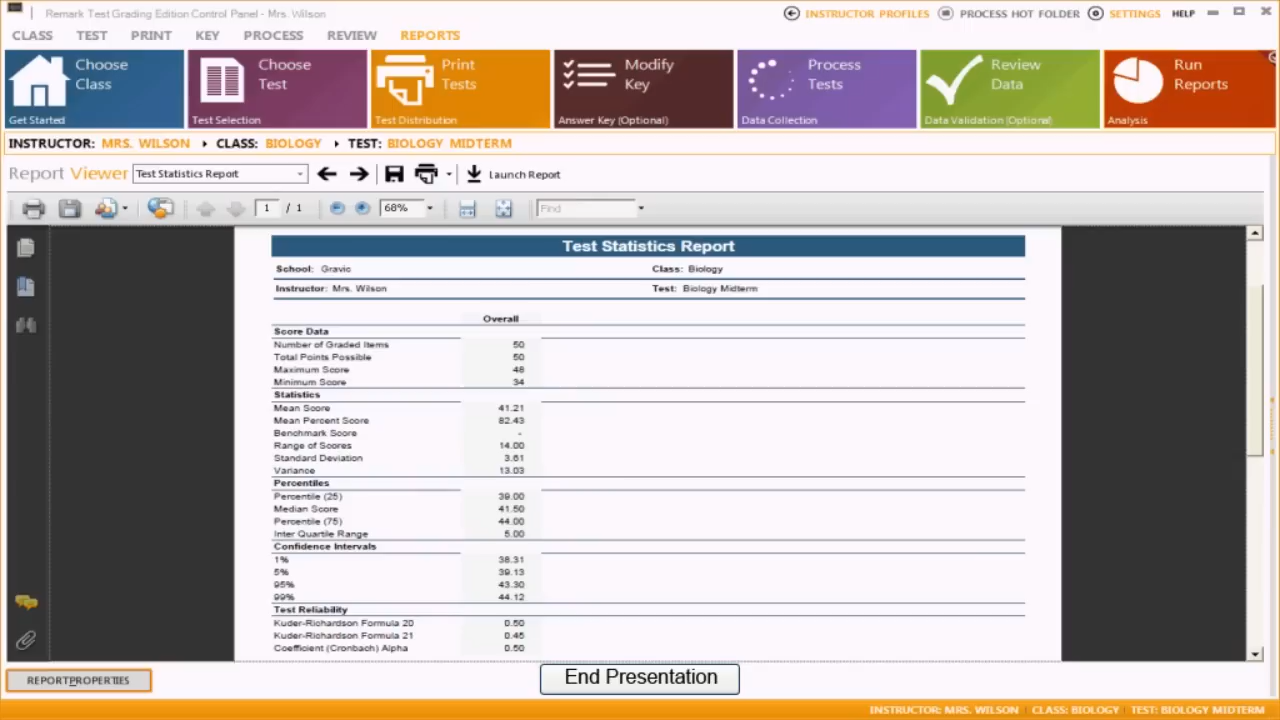 Remark Test Grading Edition Control Panel - Mrs. Wilson
INSTRUCTOR PROFILES PROCESS HOT FOLDER SETTINGS HELP
CLASS TEST PRINT KEY PROCESS REVIEW REPORTS
Choose Class
Get Started
Choose Test
Test Selection
Print Tests
Test Distribution
Modify Key
Answer Key (Optional)
Process Tests
Data Collection
Review Data
Data Validation (Optional)
Run Reports
Analysis
INSTRUCTOR: MRS. WILSON CLASS: BIOLOGY TEST: BIOLOGY MIDTERM
Report Viewer Test Statistics Report Launch Report
1 / 1 68% Find
Test Statistics Report
School: Gravic Class: Biology
Instructor: Mrs. Wilson Test: Biology Midterm
Overall
Score Data
Number of Graded Items 50
Total Points Possible 50
Maximum Score 48
Minimum Score 34
Statistics
Mean Score 41.21
Mean Percent Score 82.43
Benchmark Score -
Range of Scores 14.00
Standard Deviation 3.61
Variance 13.03
Percentiles
Percentile (25) 39.00
Median Score 41.50
Percentile (75) 44.00
Inter Quartile Range 5.00
Confidence Intervals
1% 38.31
5% 39.13
95% 43.30
99% 44.12
Test Reliability
Kuder-Richardson Formula 20 0.50
Kuder-Richardson Formula 21 0.45
Coefficient (Cronbach) Alpha 0.50
REPORT PROPERTIES
End Presentation
INSTRUCTOR: MRS. WILSON | CLASS: BIOLOGY | TEST: BIOLOGY MIDTERM